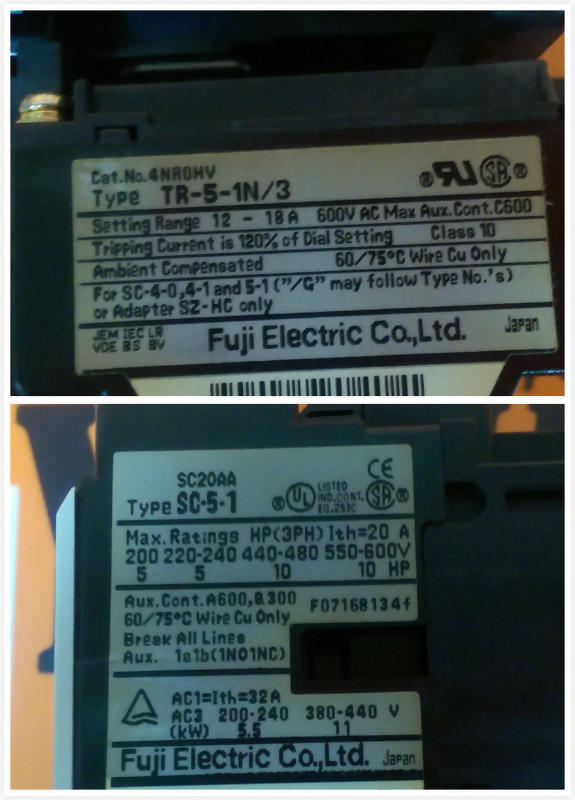 Cat.No.4NR0HV
Type TR-5-1N/3
Setting Range 12 - 18A 600V AC Max Aux.Cont.C600
Tripping Current is 120% of Dial Setting Class 10
Ambient Compensated 60/75°C Wire Cu Only
For SC-4-0,4-1 and 5-1 ("/G" may follow Type No.'s)
or Adapter SZ-HC only
JEM IEC LR
VDE BS BV
Fuji Electric Co.,Ltd. Japan
SC20AA
Type SC-5-1
UL LISTED
IND.CONT.
EQ.293C
SA
CE
Max.Ratings HP(3PH) Ith=20 A
200 220-240 440-480 550-600V
5 5 10 10 HP
Aux.Cont.A600,Q300 F07168134f
60/75°C Wire Cu Only
Break All Lines
Aux. 1a1b(1NO1NC)
AC1=Ith=32A
AC3 200-240 380-440 V
(kW) 5.5 11
Fuji Electric Co.,Ltd. Japan